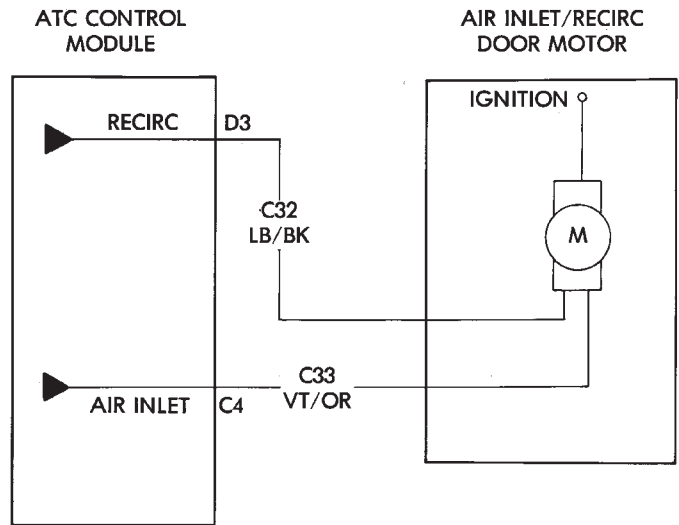 ATC CONTROL
MODULE
AIR INLET/RECIRC
DOOR MOTOR
IGNITION
RECIRC
D3
C32
LB/BK
M
C33
VT/OR
AIR INLET
C4